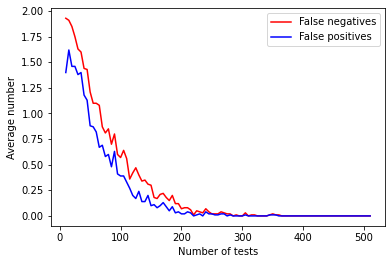 2.00
1.75
1.50
1.25
1.00
0.75
0.50
0.25
0.00
Average number
False negatives
False positives
0 100 200 300 400 500
Number of tests